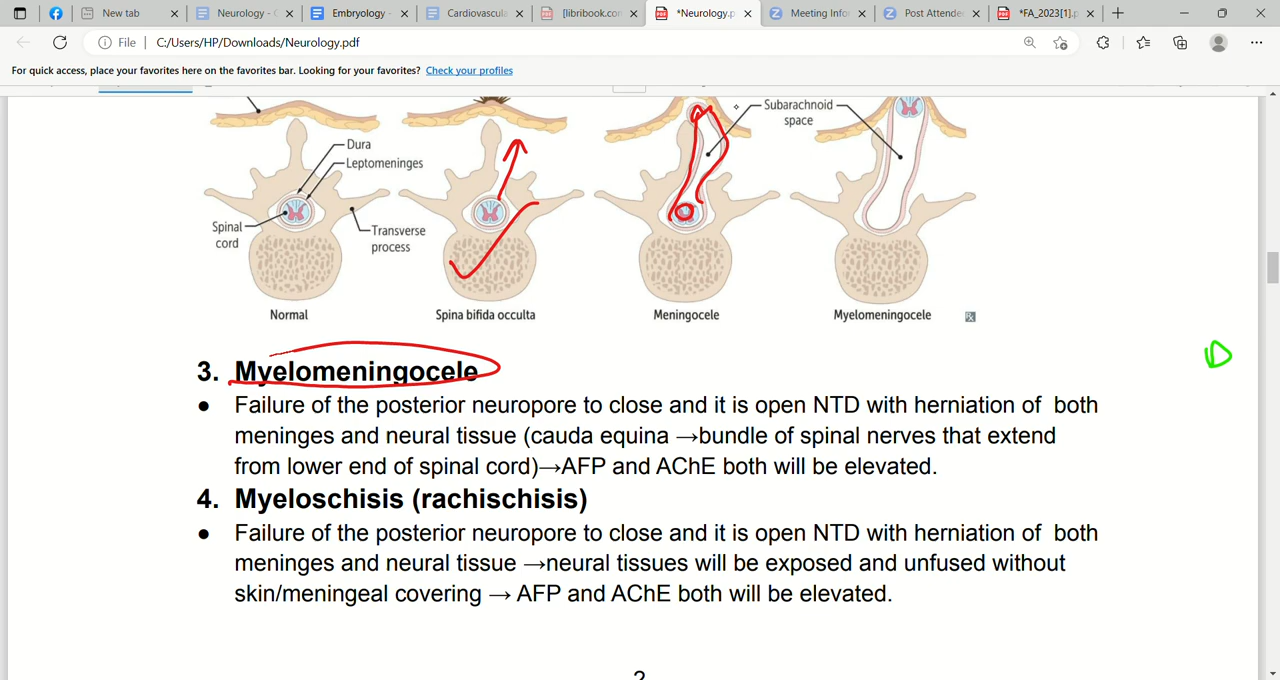 New tab
Neurology - G
Embryology -
Cardiovascula
[libribook.con
*Neurology.p
Meeting Info
Post Attende
*FA_2023[1].p
File
C:/Users/HP/Downloads/Neurology.pdf
For quick access, place your favorites here on the favorites bar. Looking for your favorites? Check your profiles
Subarachnoid
space
Dura
Leptomeninges
Spinal
cord
Transverse
process
Normal
Spina bifida occulta
Meningocele
Myelomeningocele
3. Myelomeningocele
● Failure of the posterior neuropore to close and it is open NTD with herniation of both
meninges and neural tissue (cauda equina →bundle of spinal nerves that extend
from lower end of spinal cord)→AFP and AChE both will be elevated.
4. Myeloschisis (rachischisis)
● Failure of the posterior neuropore to close and it is open NTD with herniation of both
meninges and neural tissue →neural tissues will be exposed and unfused without
skin/meningeal covering → AFP and AChE both will be elevated.